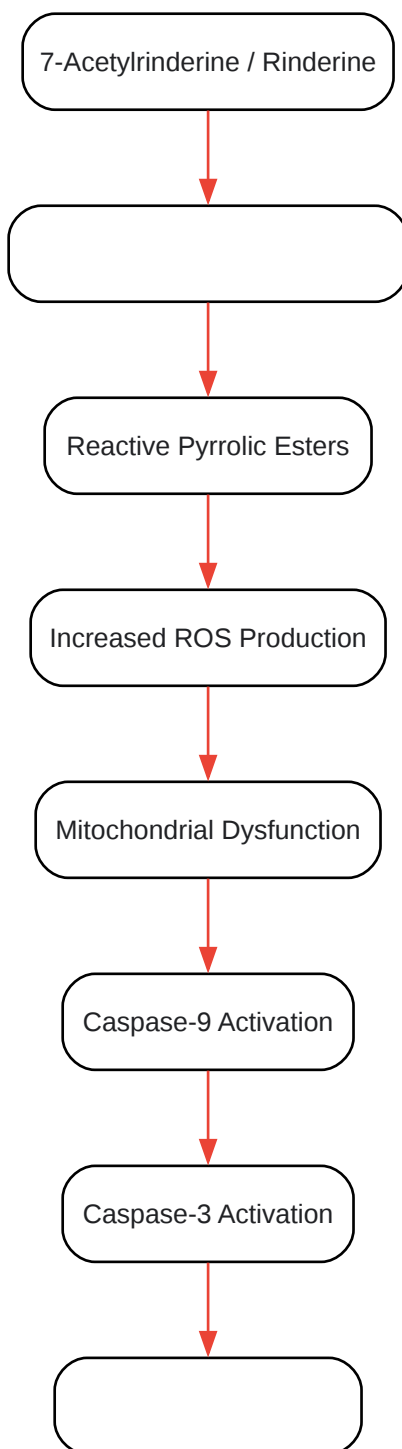 7-Acetylrinderine / Rinderine
Reactive Pyrrolic Esters
Increased ROS Production
Mitochondrial Dysfunction
Caspase-9 Activation
Caspase-3 Activation